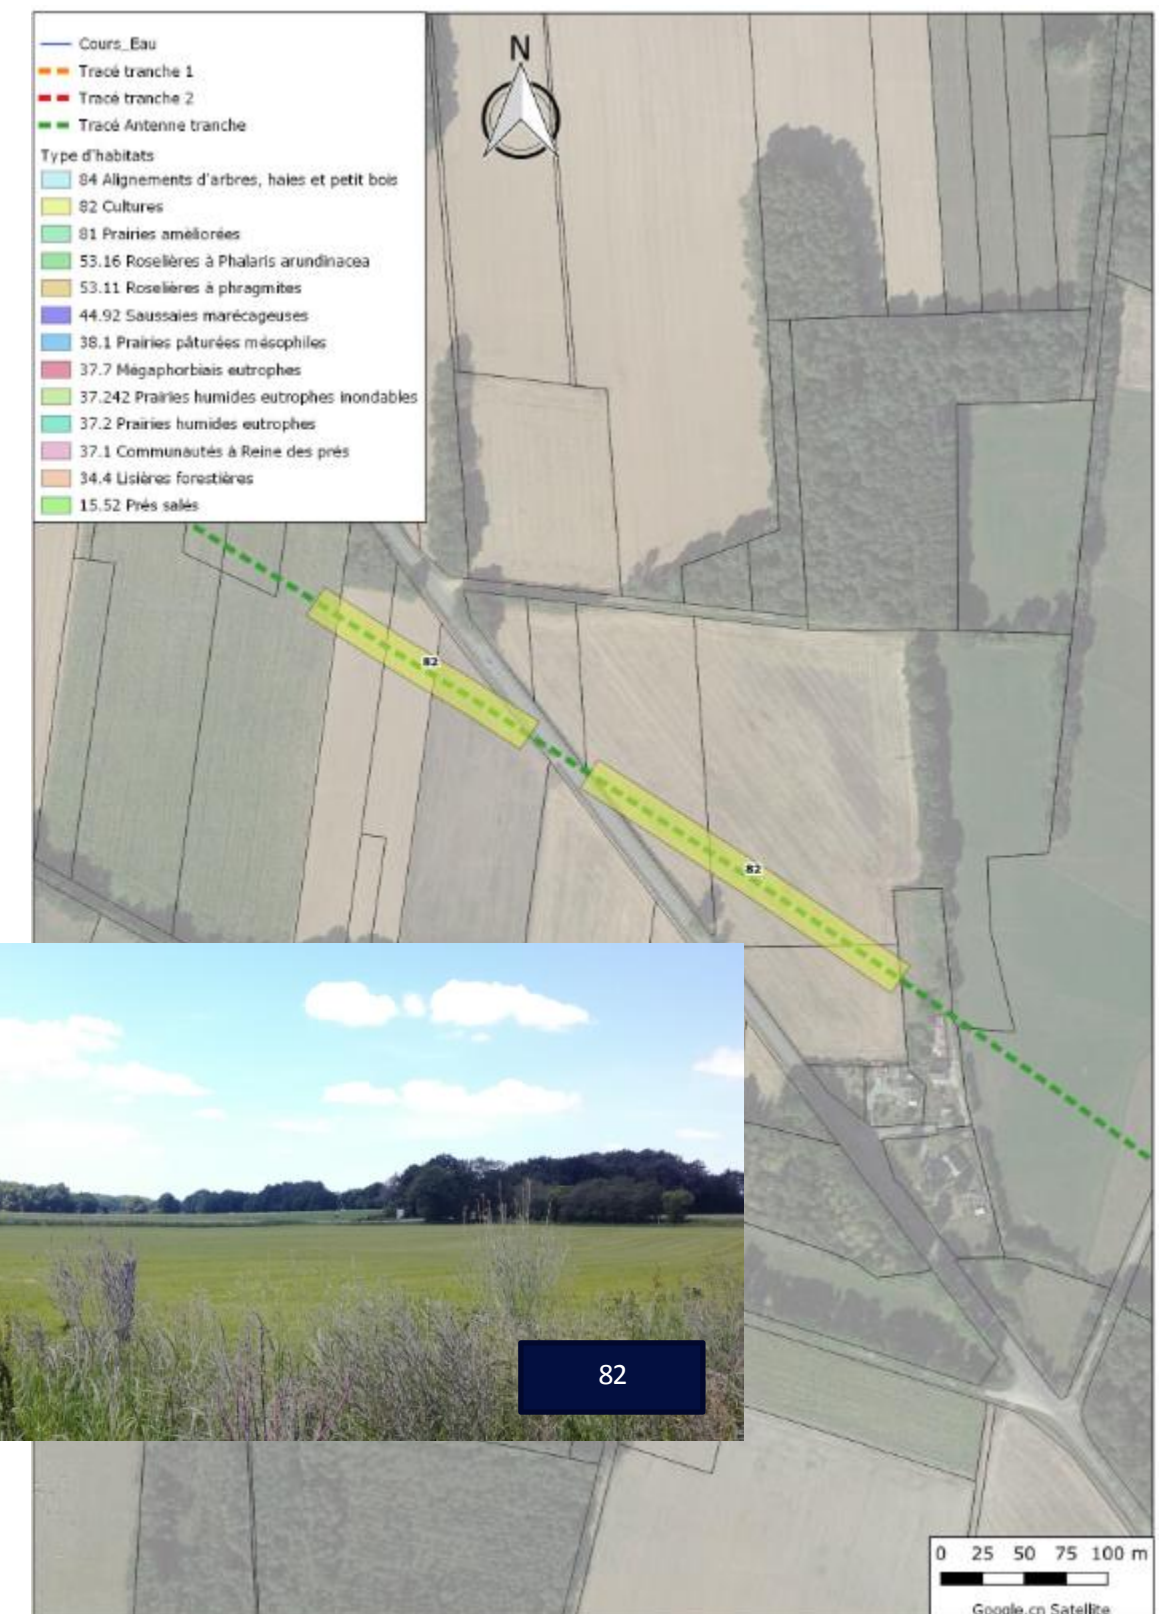 Cours_Eau
Tracé tranche 1
Tracé tranche 2
Tracé Antenne tranche
Type d'habitats
84 Alignements d'arbres, haies et petit bois
82 Cultures
81 Prairies améliorées
53.16 Roselières à Phalaris arundinacea
53.11 Roselières à phragmites
44.92 Saussaies marécageuses
38.1 Prairies pâturées mésophiles
37.7 Mégaphorbiais eutrophes
37.242 Prairies humides eutrophes inondables
37.2 Prairies humides eutrophes
37.1 Communautés à Reine des prés
34.4 Lisières forestières
15.52 Prés salés
N
82
82
82
0 25 50 75 100 m
Google.cn Satellite